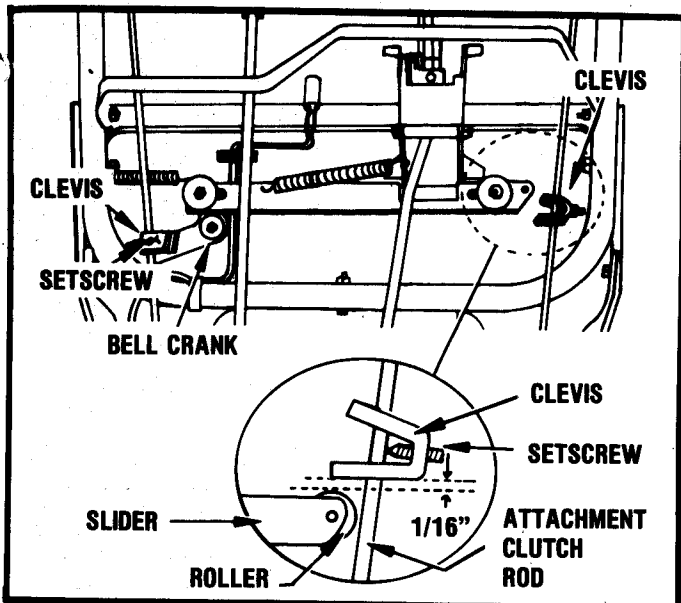 CLEVIS
CLEVIS
SETSCREW
BELL CRANK
CLEVIS
SETSCREW
1/16”
SLIDER
ROLLER
ATTACHMENT
CLUTCH
ROD